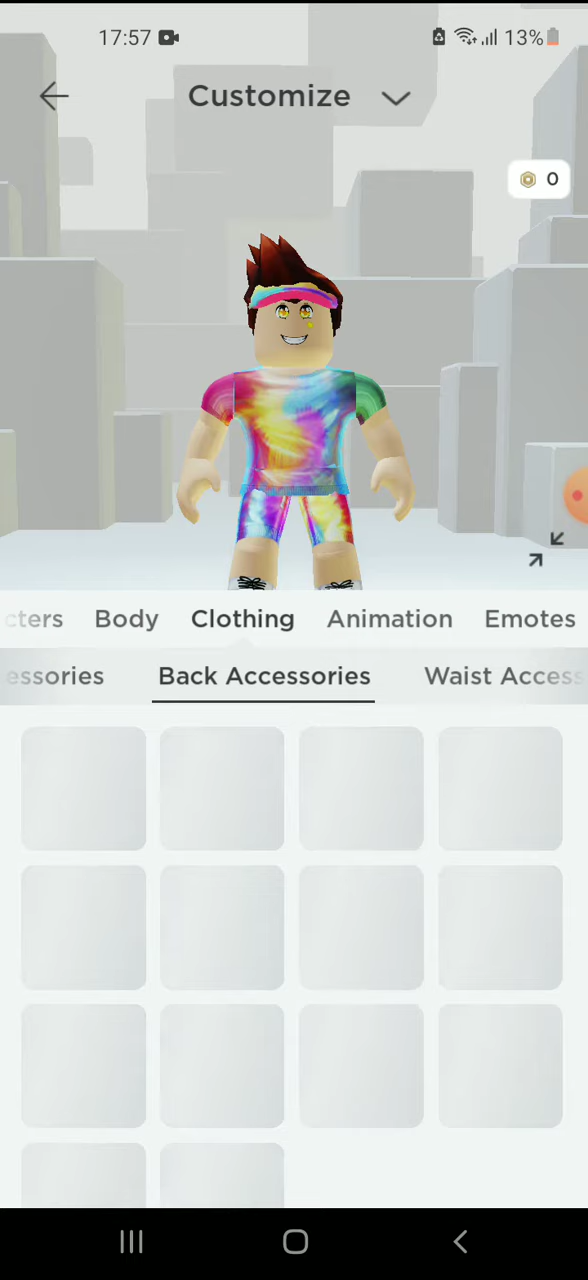 17:57 13%
Customize
0
cters Body Clothing Animation Emotes
essories Back Accessories Waist Access